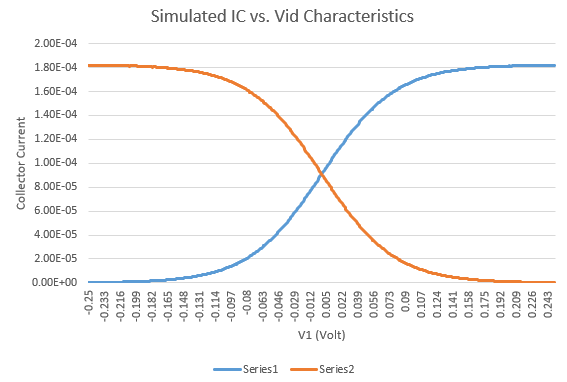 Simulated IC vs. Vid Characteristics
2.00E-04
1.80E-04
1.60E-04
1.40E-04
1.20E-04
1.00E-04
8.00E-05
6.00E-05
4.00E-05
2.00E-05
0.00E+00
Collector Current
-0.25
-0.233
-0.216
-0.199
-0.182
-0.165
-0.148
-0.131
-0.114
-0.097
-0.08
-0.063
-0.046
-0.029
-0.012
0.005
0.022
0.039
0.056
0.073
0.09
0.107
0.124
0.141
0.158
0.175
0.192
0.209
0.226
0.243
V1 (Volt)
Series1
Series2